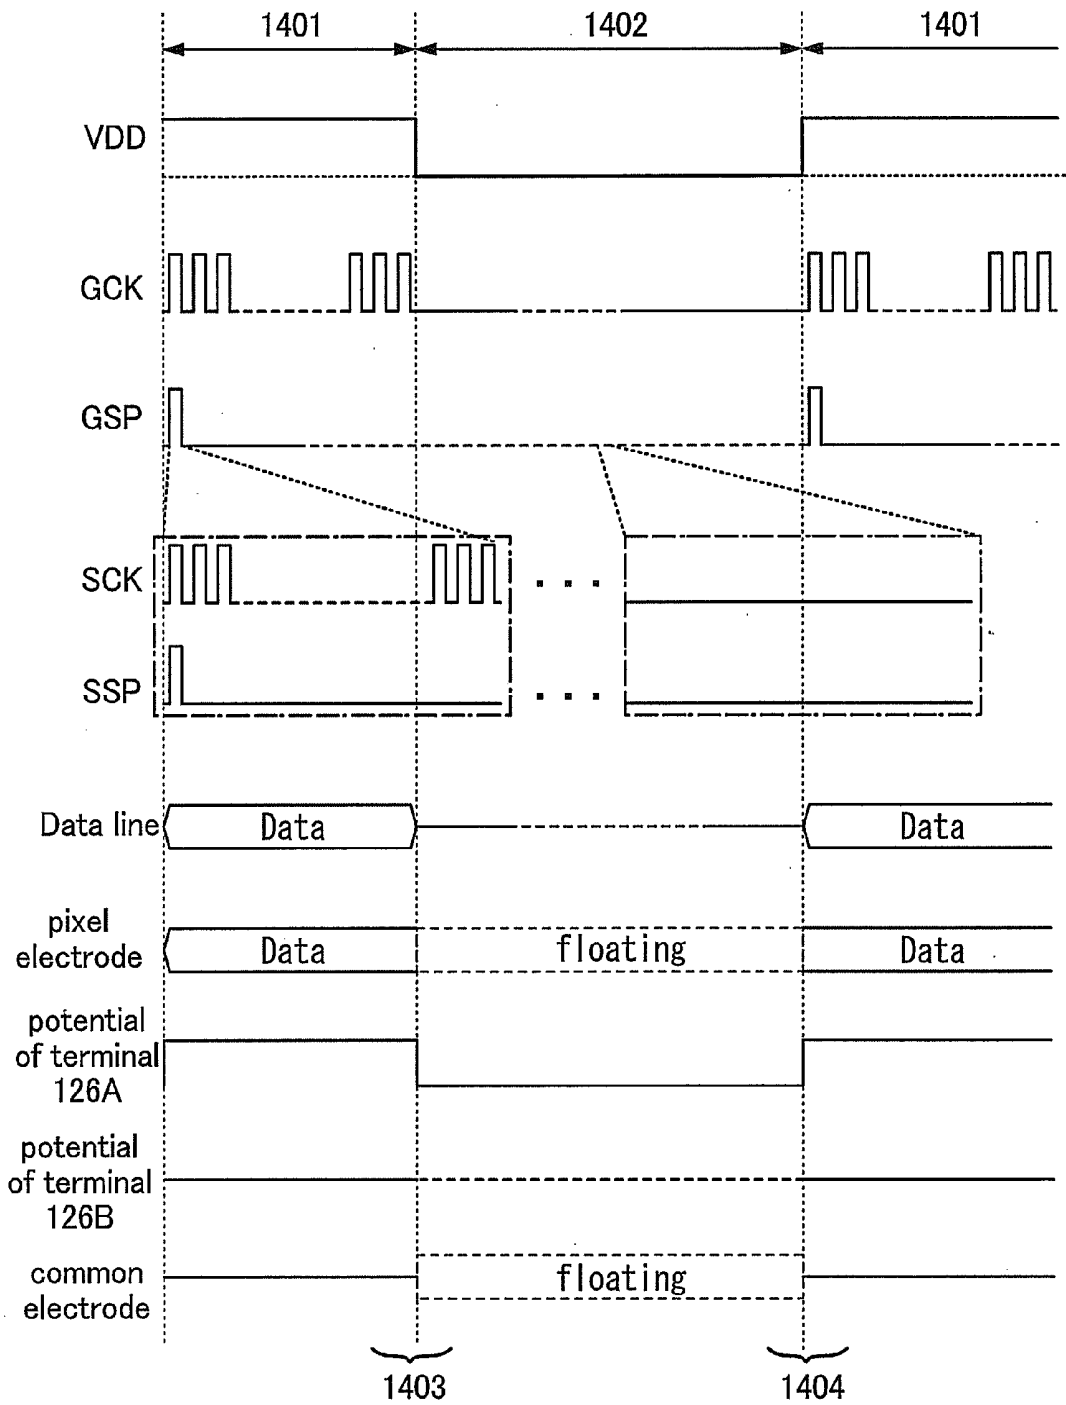 1401 1402 1401
VDD
GCK
GSP
SCK
SSP
Data line Data Data
pixel
electrode Data floating Data
potential
of terminal
126A
potential
of terminal
126B
common
electrode floating
1403 1404